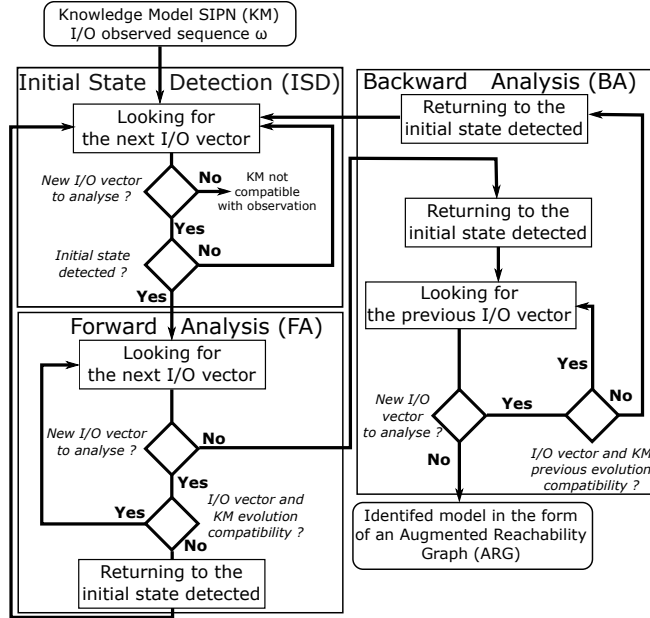 Knowledge Model SIPN (KM)
I/O observed sequence ω
Initial State Detection (ISD)
Looking for
the next I/O vector
New I/O vector
to analyse ?
No
KM not
compatible
with observation
Yes
Initial state
detected ?
No
Yes
Forward Analysis (FA)
Looking for
the next I/O vector
New I/O vector
to analyse ?
No
Yes
I/O vector and
KM evolution
compatibility ?
Yes
No
Returning to the
initial state detected
Backward Analysis (BA)
Returning to the
initial state detected
Returning to the
initial state detected
Looking for
the previous I/O vector
Yes
New I/O
vector
to analyse ?
Yes
No
No
I/O vector and KM
previous evolution
compatibility ?
Identifed model in the form
of an Augmented Reachability
Graph (ARG)